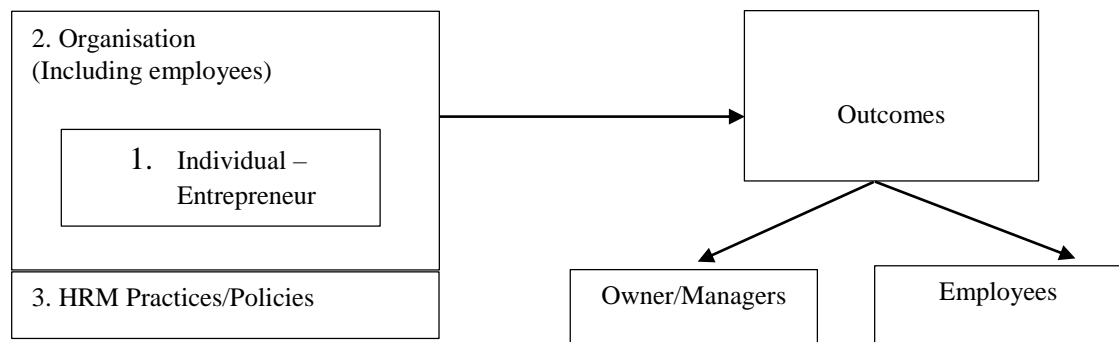 2. Organisation
(Including employees)
1. Individual –
Entrepreneur
3. HRM Practices/Policies
Outcomes
Owner/Managers
Employees